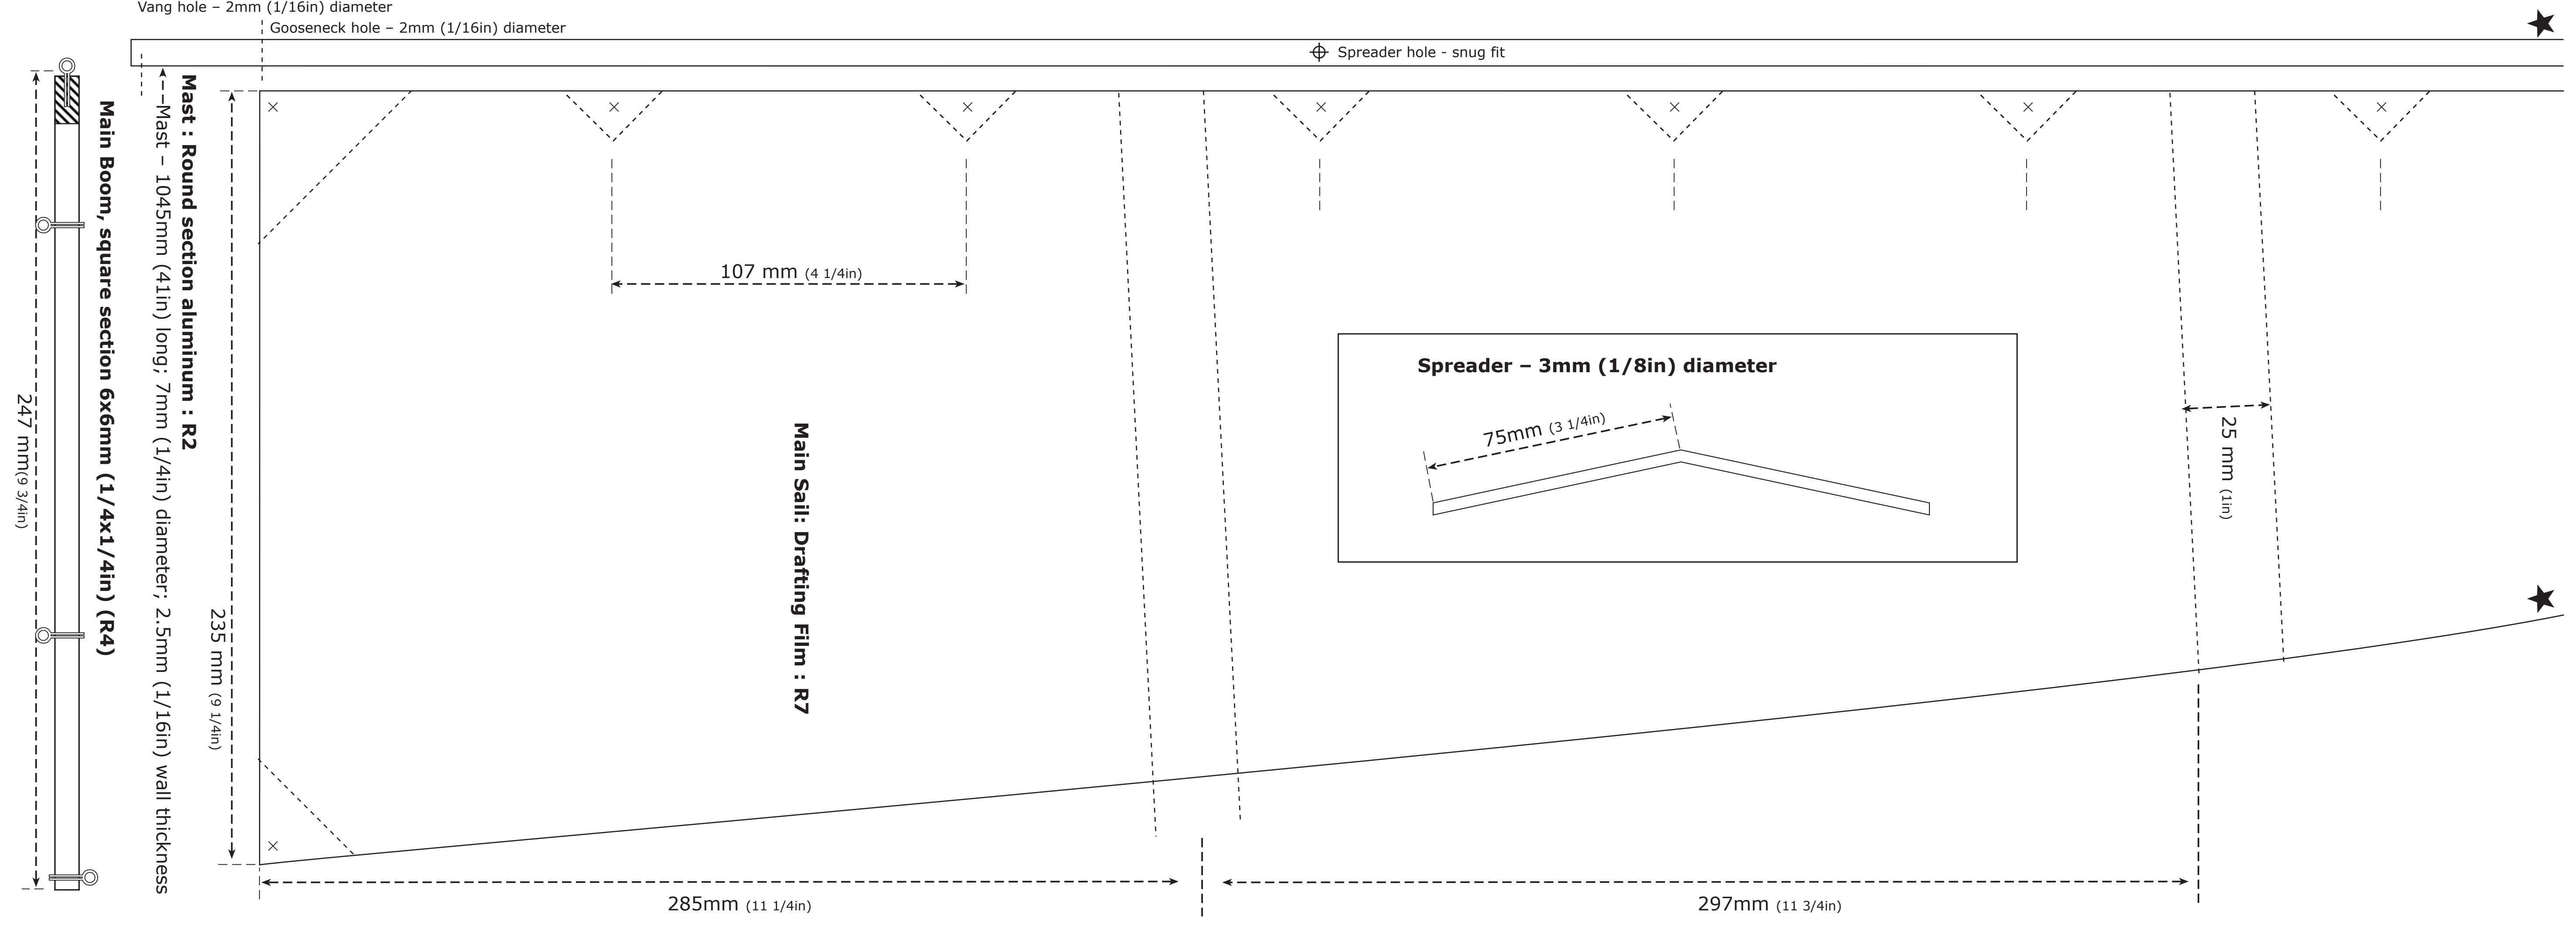 Vang hole – 2mm (1/16in) diameter
Gooseneck hole – 2mm (1/16in) diameter
Spreader hole - snug fit
Mast : Round section aluminum : R2
Mast – 1045mm (41in) long; 7mm (1/4in) diameter; 2.5mm (1/16in) wall thickness
Main Boom, square section 6x6mm (1/4x1/4in) (R4)
247 mm(9 3/4in)
235 mm (9 1/4in)
107 mm (4 1/4in)
Main Sail: Drafting Film : R7
Spreader – 3mm (1/8in) diameter
75mm (3 1/4in)
25 mm (1in)
285mm (11 1/4in)
297mm (11 3/4in)